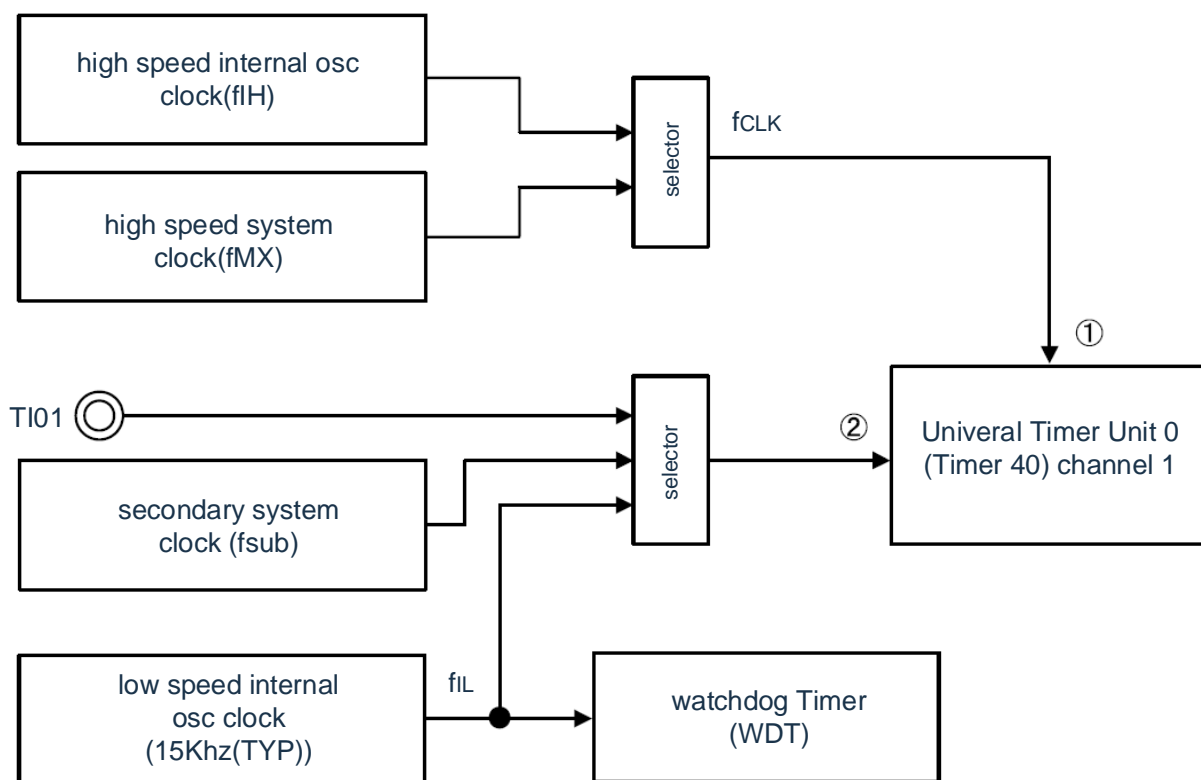 high speed internal osc
clock(fIH)
selector
fCLK
high speed system
clock(fMX)
①
TI01
selector
②
Univeral Timer Unit 0
(Timer 40) channel 1
secondary system
clock (fsub)
low speed internal
osc clock
(15Khz(TYP))
fIL
watchdog Timer
(WDT)